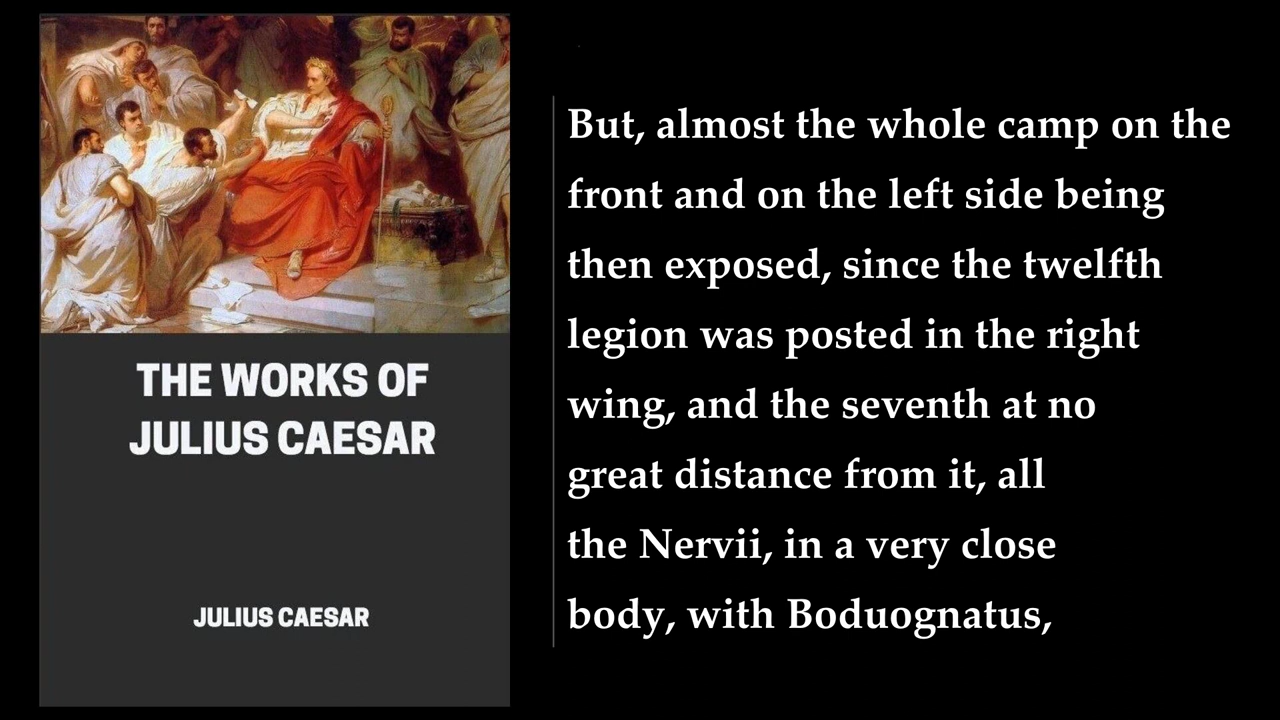 THE WORKS OF
JULIUS CAESAR
JULIUS CAESAR
But, almost the whole camp on the
front and on the left side being
then exposed, since the twelfth
legion was posted in the right
wing, and the seventh at no
great distance from it, all
the Nervii, in a very close
body, with Boduognatus,